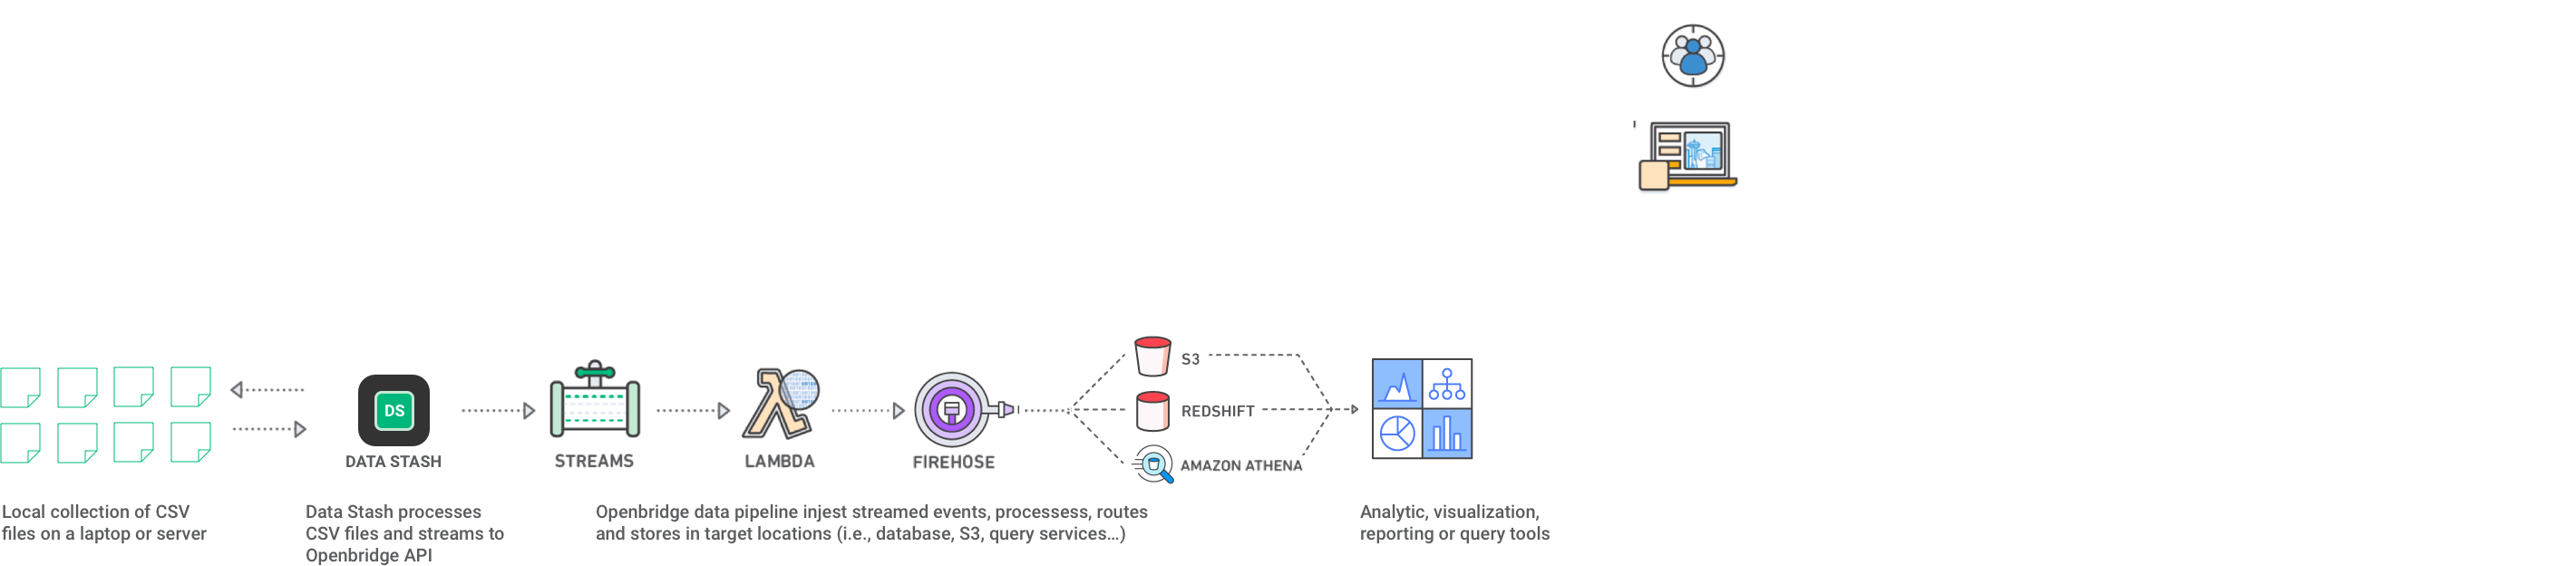 S3
REDSHIFT
AMAZON ATHENA
DS
DATA STASH
STREAMS
LAMBDA
FIREHOSE
Local collection of CSV
files on a laptop or server
Data Stash processes
CSV files and streams to
Openbridge API
Openbridge data pipeline injest streamed events, processess, routes
and stores in target locations (i.e., database, S3, query services...)
Analytic, visualization,
reporting or query tools